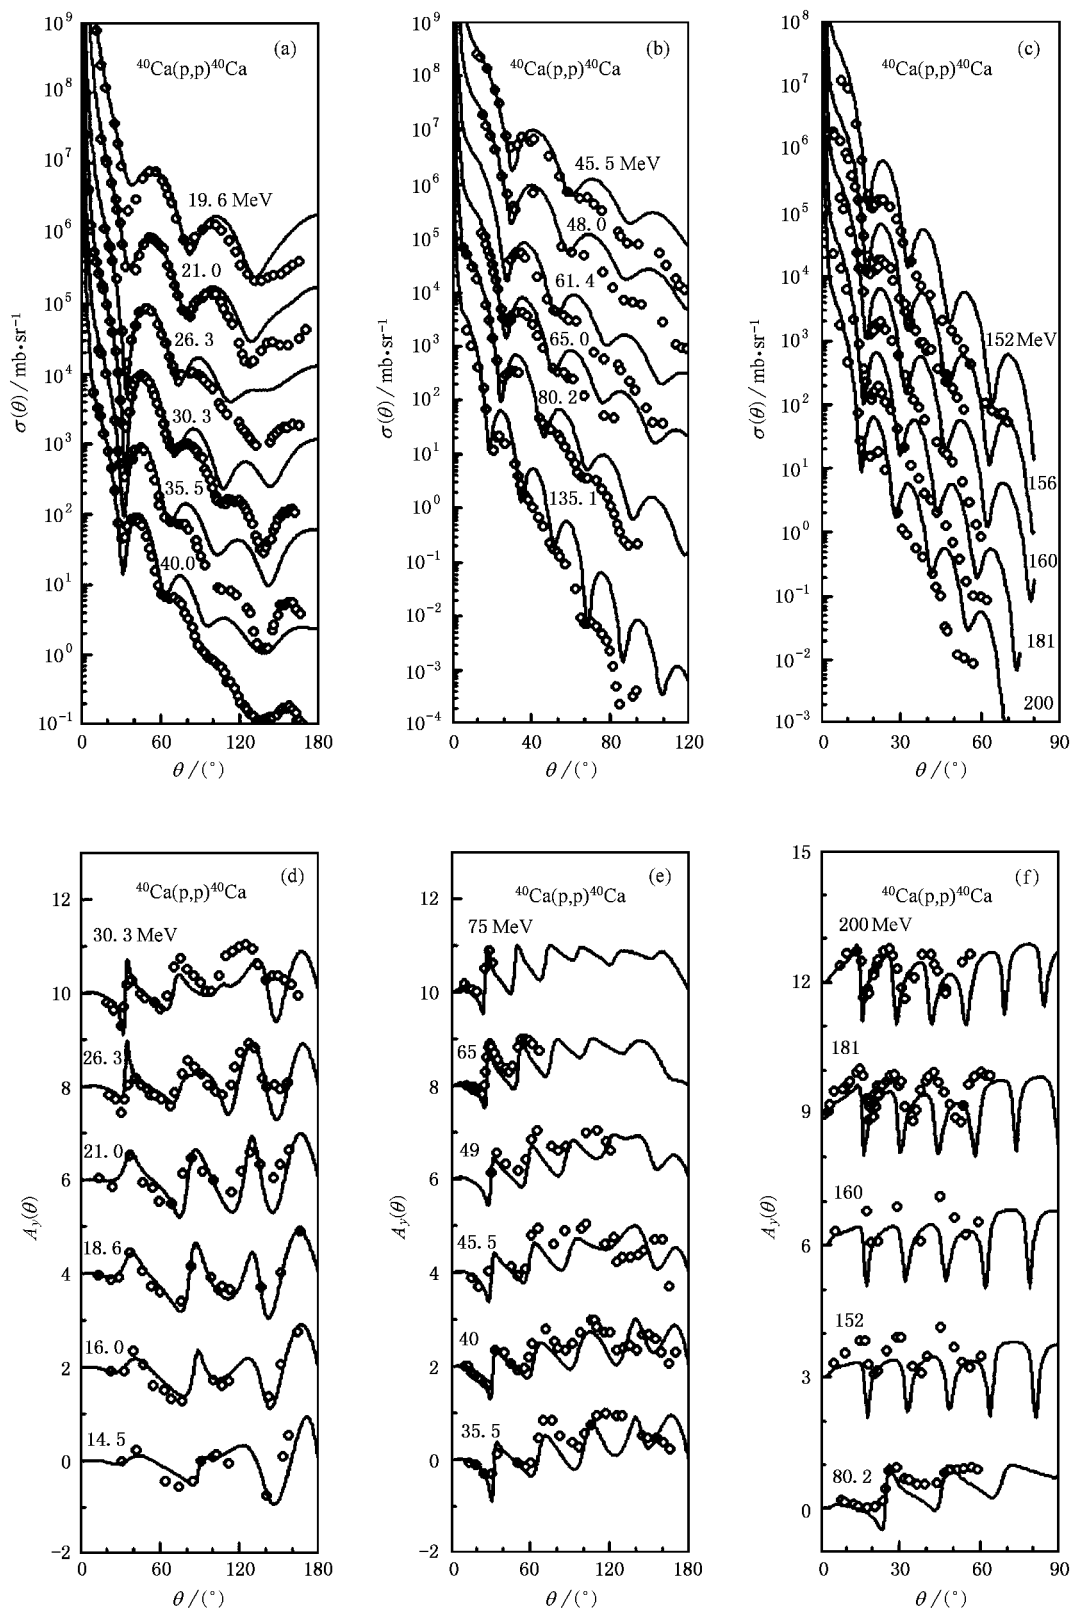 (a)
⁴⁰Ca(p,p)⁴⁰Ca
10⁹
10⁸
10⁷
10⁶
10⁵
10⁴
10³
10²
10¹
10⁰
10⁻¹
σ(θ) / mb·sr⁻¹
19.6 MeV
21.0
26.3
30.3
35.5
40.0
0 60 120 180
θ /(°)
(b)
⁴⁰Ca(p,p)⁴⁰Ca
10⁹
10⁸
10⁷
10⁶
10⁵
10⁴
10³
10²
10¹
10⁰
10⁻¹
10⁻²
10⁻³
10⁻⁴
σ(θ) / mb·sr⁻¹
45.5 MeV
48.0
61.4
65.0
80.2
135.1
0 40 80 120
θ /(°)
(c)
⁴⁰Ca(p,p)⁴⁰Ca
10⁸
10⁷
10⁶
10⁵
10⁴
10³
10²
10¹
10⁰
10⁻¹
10⁻²
10⁻³
σ(θ) / mb·sr⁻¹
152 MeV
156
160
181
200
0 30 60 90
θ /(°)
(d)
⁴⁰Ca(p,p)⁴⁰Ca
12
10
8
6
4
2
0
−2
A_y(θ)
30.3 MeV
26.3
21.0
18.6
16.0
14.5
0 60 120 180
θ /(°)
(e)
⁴⁰Ca(p,p)⁴⁰Ca
12
10
8
6
4
2
0
−2
A_y(θ)
75 MeV
65
49
45.5
40
35.5
0 60 120 180
θ /(°)
(f)
⁴⁰Ca(p,p)⁴⁰Ca
15
12
9
6
3
0
A_y(θ)
200 MeV
181
160
152
80.2
0 30 60 90
θ /(°)